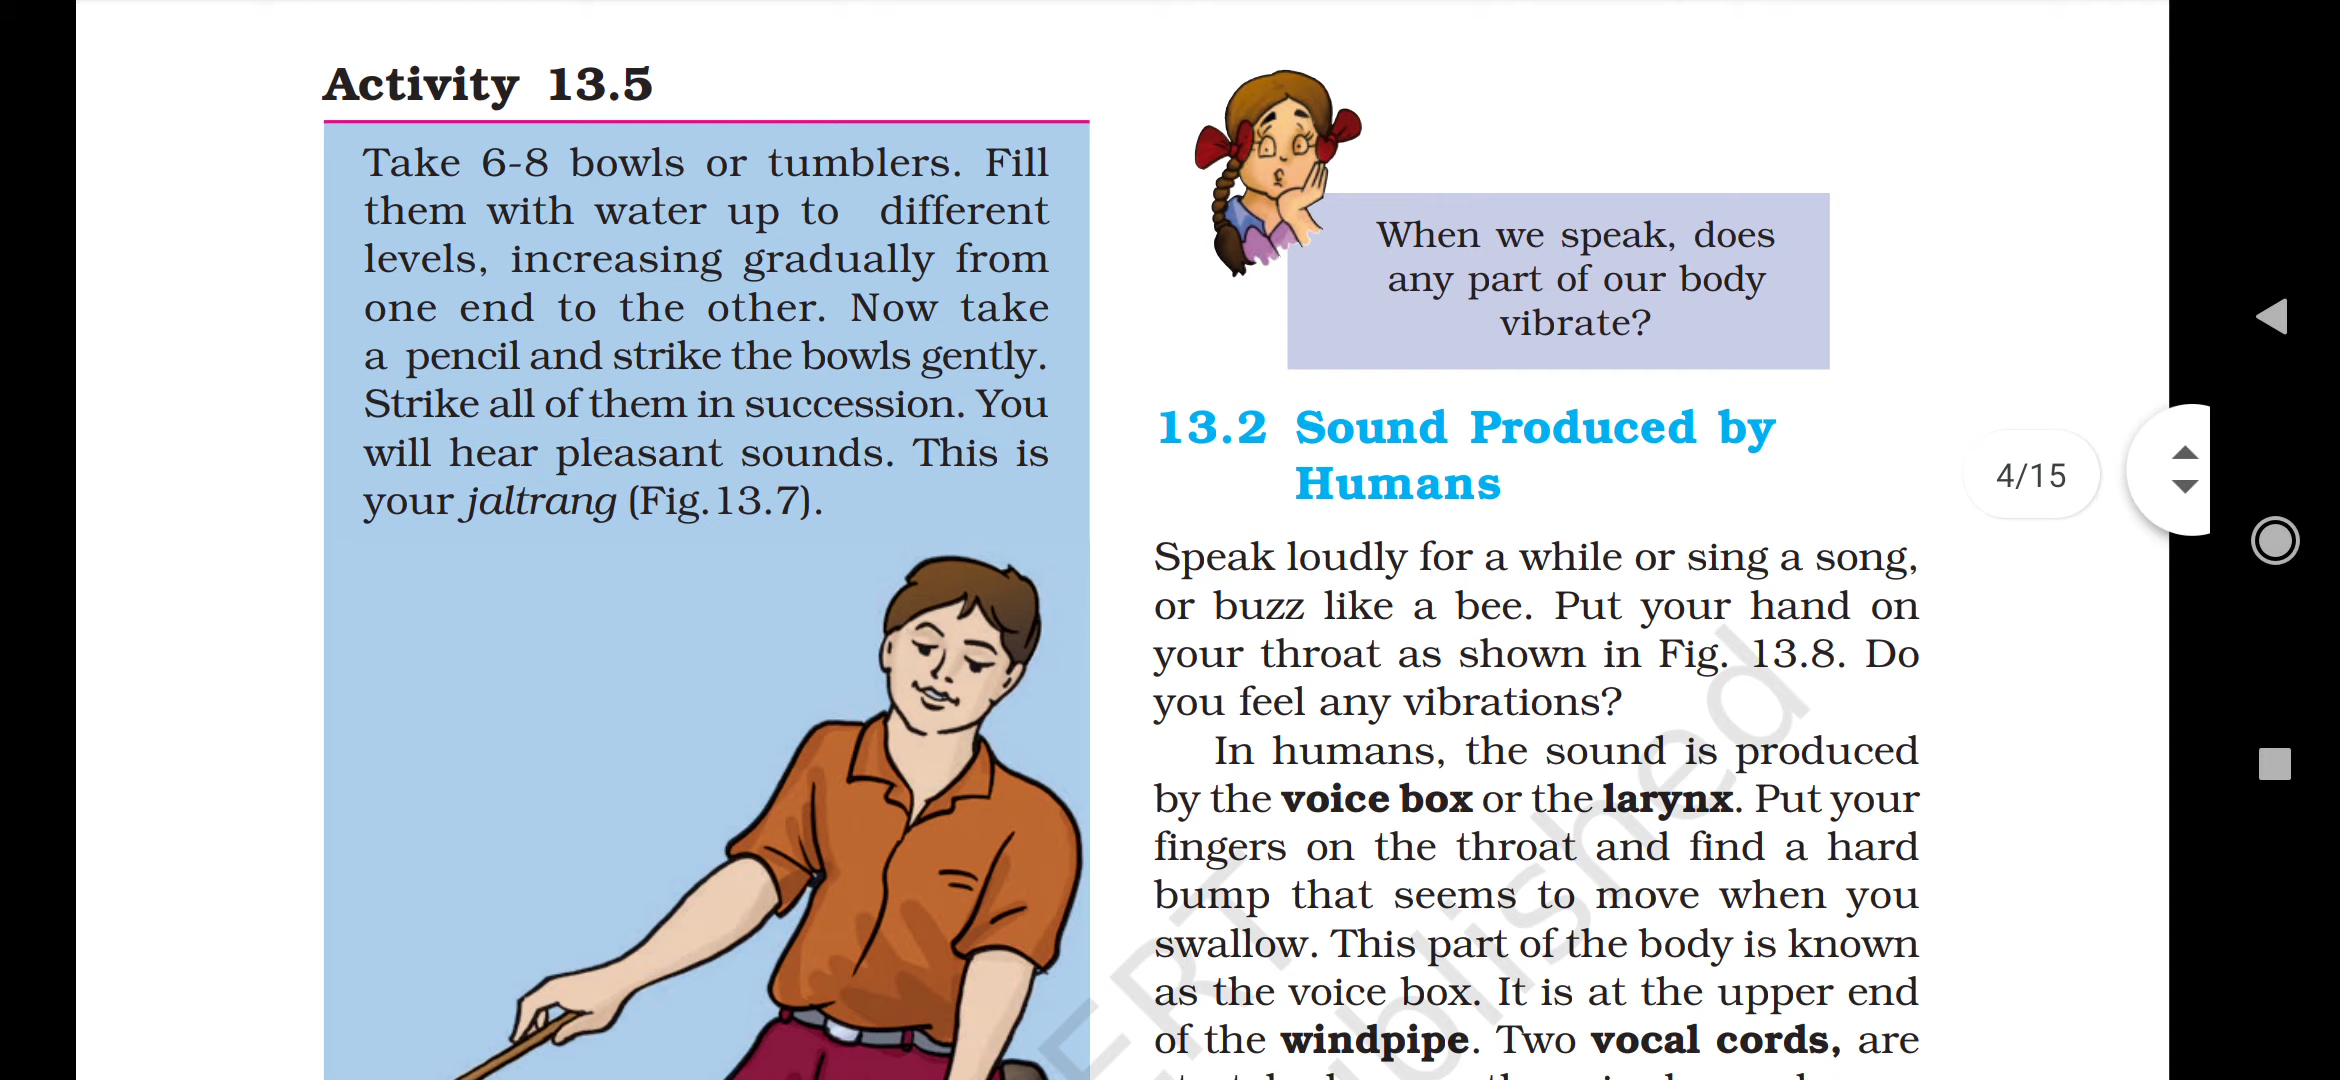 Activity 13.5
Take 6-8 bowls or tumblers. Fill
them with water up to different
levels, increasing gradually from
one end to the other. Now take
a pencil and strike the bowls gently.
Strike all of them in succession. You
will hear pleasant sounds. This is
your jaltrang (Fig.13.7).
When we speak, does
any part of our body
vibrate?
13.2 Sound Produced by
Humans
Speak loudly for a while or sing a song,
or buzz like a bee. Put your hand on
your throat as shown in Fig. 13.8. Do
you feel any vibrations?
In humans, the sound is produced
by the voice box or the larynx. Put your
fingers on the throat and find a hard
bump that seems to move when you
swallow. This part of the body is known
as the voice box. It is at the upper end
of the windpipe. Two vocal cords, are
4/15